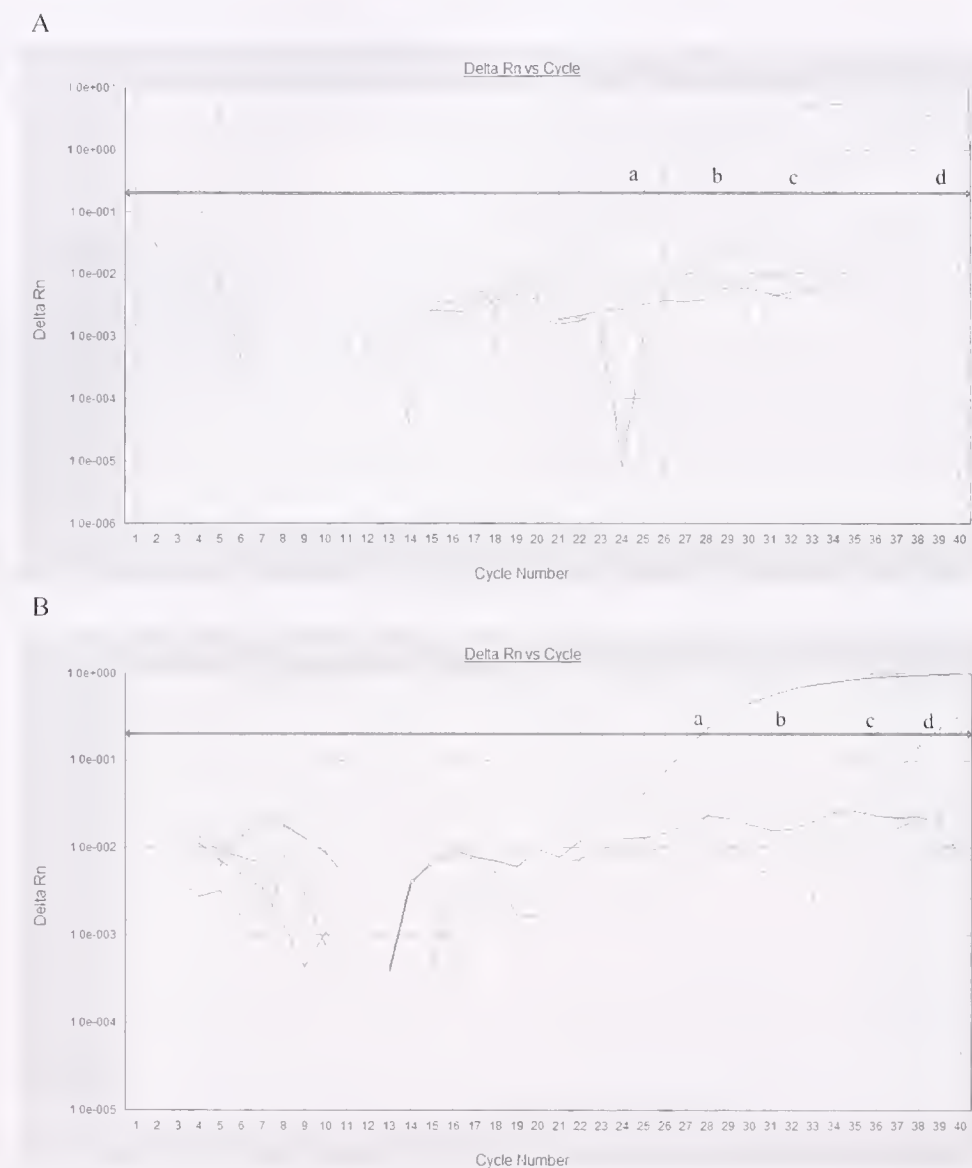 A
Delta Rn vs Cycle
1.0e+001
1.0e+000
a b c d
1.0e-001
1.0e-002
Delta Rn
1.0e-003
1.0e-004
1.0e-005
1.0e-006
1 2 3 4 5 6 7 8 9 10 11 12 13 14 15 16 17 18 19 20 21 22 23 24 25 26 27 28 29 30 31 32 33 34 35 36 37 38 39 40
Cycle Number
B
Delta Rn vs Cycle
1.0e+000
a b c d
1.0e-001
1.0e-002
Delta Rn
1.0e-003
1.0e-004
1.0e-005
1 2 3 4 5 6 7 8 9 10 11 12 13 14 15 16 17 18 19 20 21 22 23 24 25 26 27 28 29 30 31 32 33 34 35 36 37 38 39 40
Cycle Number